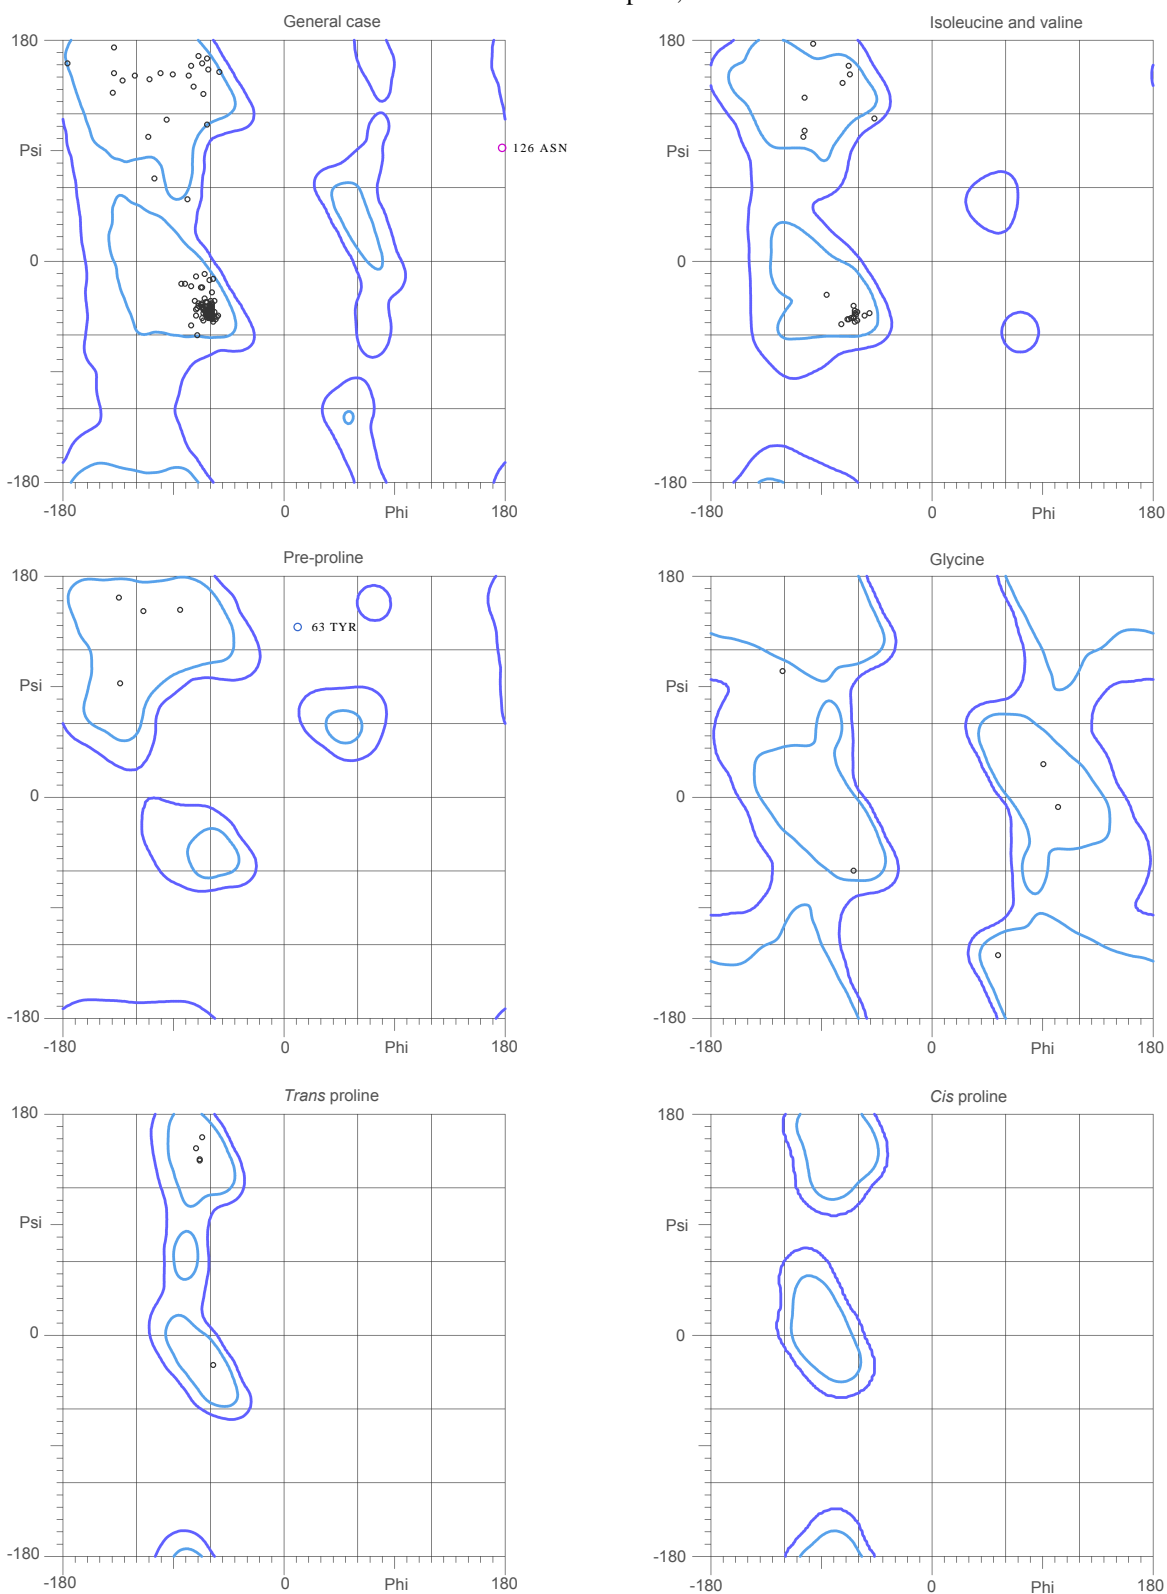 General case
Isoleucine and valine
180
180
Psi
126 ASN
Psi
0
0
-180
-180
-180
0
Phi
180
-180
0
Phi
180
Pre-proline
Glycine
180
180
63 TYR
Psi
Psi
0
0
-180
-180
-180
0
Phi
180
-180
0
Phi
180
Trans proline
Cis proline
180
180
Psi
Psi
0
0
-180
-180
-180
0
Phi
180
-180
0
Phi
180